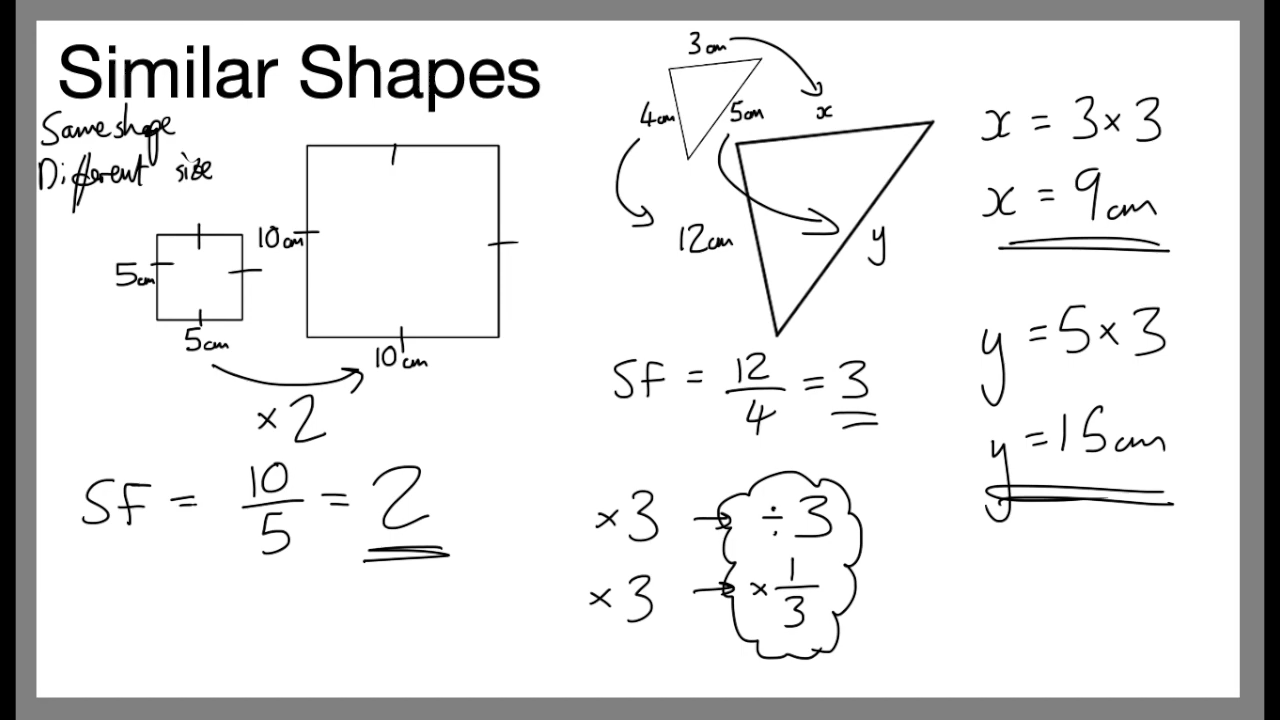 Similar Shapes
Same shape
Different size
5cm
5cm
10cm
10cm
×2
SF = 10/5 = 2
3cm
4cm
5cm
x
12cm
y
SF = 12/4 = 3
×3 → ÷3
×3 → ×1/3
x = 3×3
x = 9cm
y = 5×3
y = 15cm